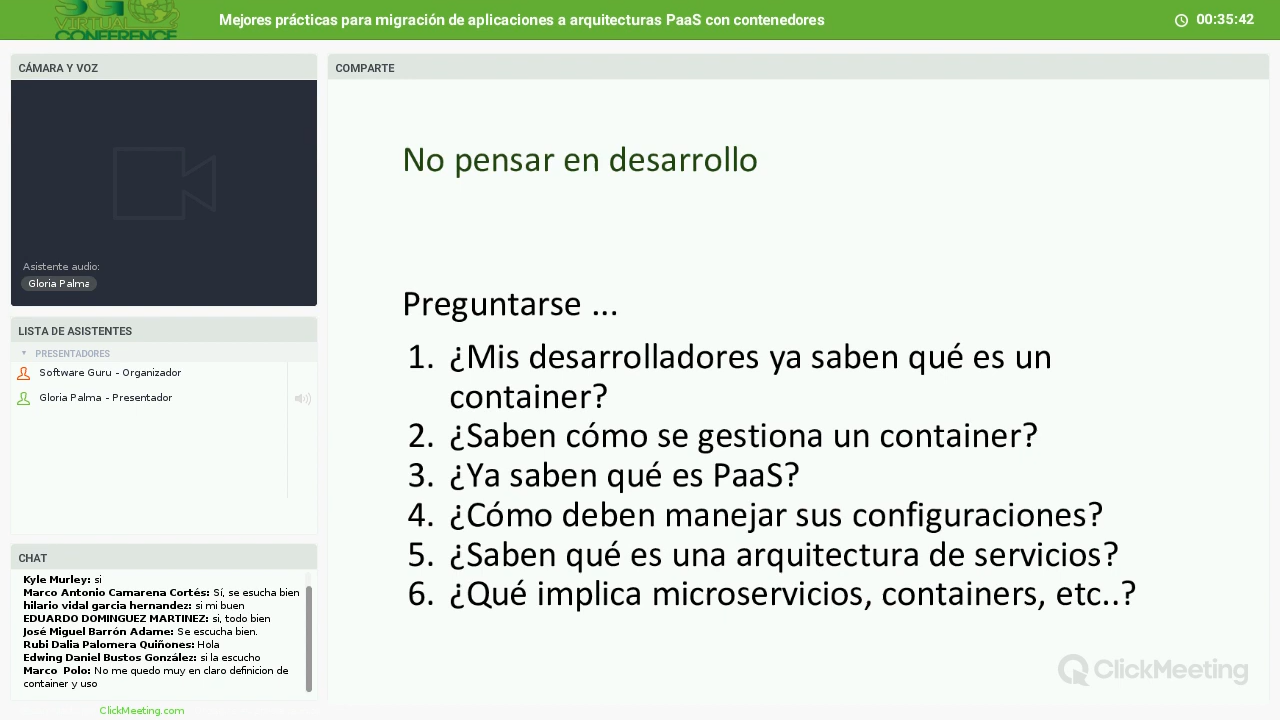 SG
VIRTUAL
CONFERENCE
Mejores prácticas para migración de aplicaciones a arquitecturas PaaS con contenedores
00:35:42
CÁMARA Y VOZ
Asistente audio:
Gloria Palma
LISTA DE ASISTENTES
PRESENTADORES
Software Guru - Organizador
Gloria Palma - Presentador
CHAT
Kyle Murley: si
Marco Antonio Camarena Cortés: Sí, se esucha bien
hilario vidal garcia hernandez: si mi buen
EDUARDO DOMINGUEZ MARTINEZ: si, todo bien
José Miguel Barrón Adame: Se escucha bien.
Rubi Dalia Palomera Quiñones: Hola
Edwing Daniel Bustos González: si la escucho
Marco Polo: No me quedo muy en claro definicion de
container y uso
ClickMeeting.com
COMPARTE
No pensar en desarrollo
Preguntarse ...
1. ¿Mis desarrolladores ya saben qué es un
container?
2. ¿Saben cómo se gestiona un container?
3. ¿Ya saben qué es PaaS?
4. ¿Cómo deben manejar sus configuraciones?
5. ¿Saben qué es una arquitectura de servicios?
6. ¿Qué implica microservicios, containers, etc..?
ClickMeeting